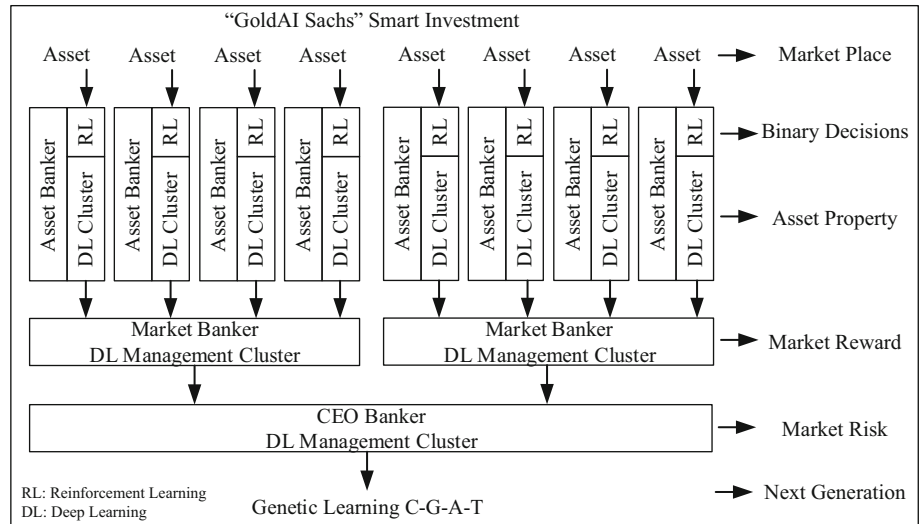 “GoldAI Sachs” Smart Investment
Asset Asset Asset Asset Asset Asset Asset Asset Market Place
Asset Banker RL DL Cluster
Asset Banker RL DL Cluster
Asset Banker RL DL Cluster
Asset Banker RL DL Cluster
Asset Banker RL DL Cluster
Asset Banker RL DL Cluster
Asset Banker RL DL Cluster
Asset Banker RL DL Cluster
Binary Decisions
Asset Property
Market Banker
DL Management Cluster
Market Banker
DL Management Cluster
Market Reward
CEO Banker
DL Management Cluster
Market Risk
RL: Reinforcement Learning
DL: Deep Learning
Genetic Learning C-G-A-T
Next Generation